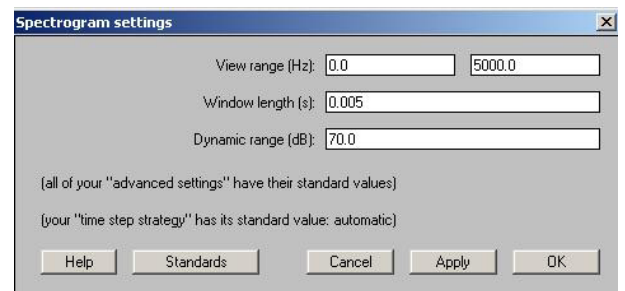 Spectrogram settings
View range (Hz): 0.0 5000.0
Window length (s): 0.005
Dynamic range (dB): 70.0
(all of your "advanced settings" have their standard values)
(your "time step strategy" has its standard value: automatic)
Help Standards Cancel Apply OK